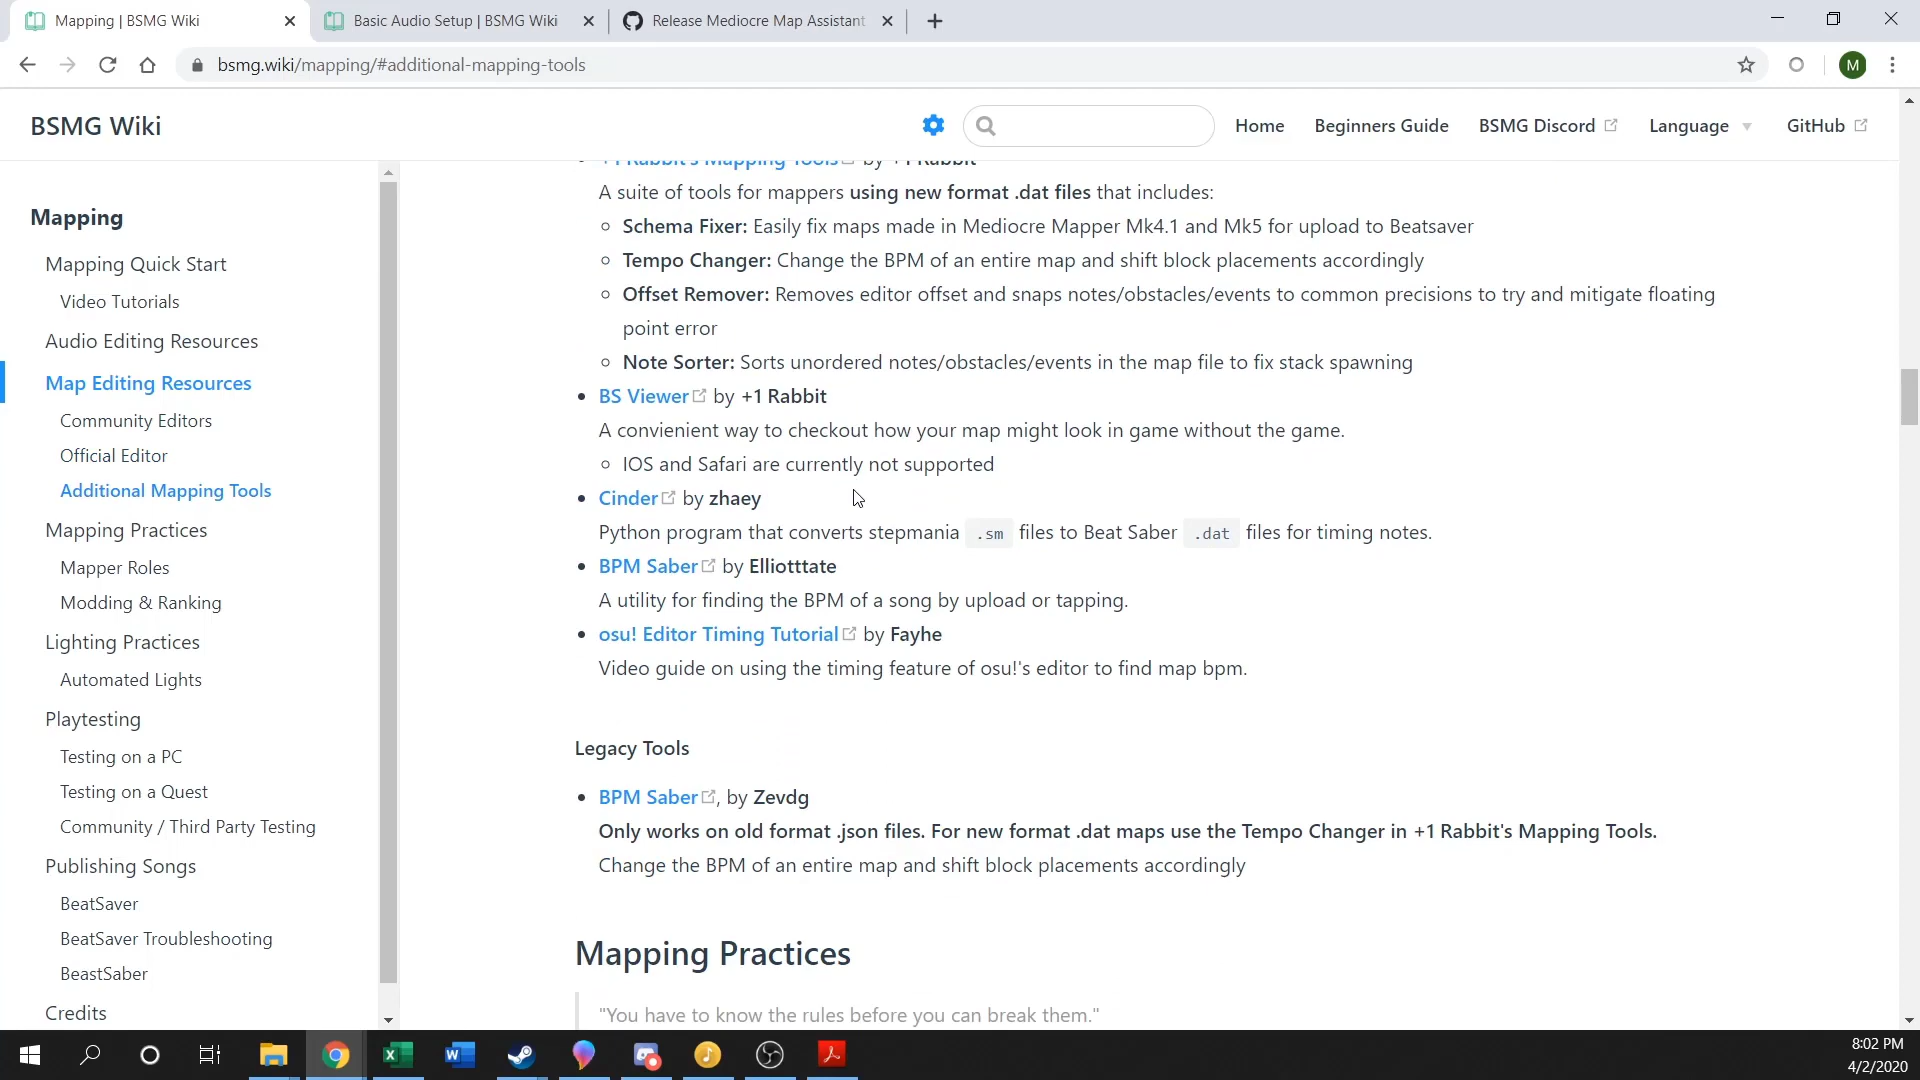 Mapping | BSMG Wiki
Basic Audio Setup | BSMG Wiki
Release Mediocre Map Assistant
bsmg.wiki/mapping/#additional-mapping-tools
M
BSMG Wiki
Home
Beginners Guide
BSMG Discord
Language
GitHub
Mapping
Mapping Quick Start
Video Tutorials
Audio Editing Resources
Map Editing Resources
Community Editors
Official Editor
Additional Mapping Tools
Mapping Practices
Mapper Roles
Modding & Ranking
Lighting Practices
Automated Lights
Playtesting
Testing on a PC
Testing on a Quest
Community / Third Party Testing
Publishing Songs
BeatSaver
BeatSaver Troubleshooting
BeastSaber
Credits
+1 Rabbit's Mapping Tools by +1 Rabbit
A suite of tools for mappers using new format .dat files that includes:
Schema Fixer: Easily fix maps made in Mediocre Mapper Mk4.1 and Mk5 for upload to Beatsaver
Tempo Changer: Change the BPM of an entire map and shift block placements accordingly
Offset Remover: Removes editor offset and snaps notes/obstacles/events to common precisions to try and mitigate floating
point error
Note Sorter: Sorts unordered notes/obstacles/events in the map file to fix stack spawning
BS Viewer by +1 Rabbit
A convienient way to checkout how your map might look in game without the game.
IOS and Safari are currently not supported
Cinder by zhaey
Python program that converts stepmania .sm files to Beat Saber .dat files for timing notes.
BPM Saber by Elliotttate
A utility for finding the BPM of a song by upload or tapping.
osu! Editor Timing Tutorial by Fayhe
Video guide on using the timing feature of osu!'s editor to find map bpm.
Legacy Tools
BPM Saber, by Zevdg
Only works on old format .json files. For new format .dat maps use the Tempo Changer in +1 Rabbit's Mapping Tools.
Change the BPM of an entire map and shift block placements accordingly
Mapping Practices
"You have to know the rules before you can break them."
8:02 PM
4/2/2020